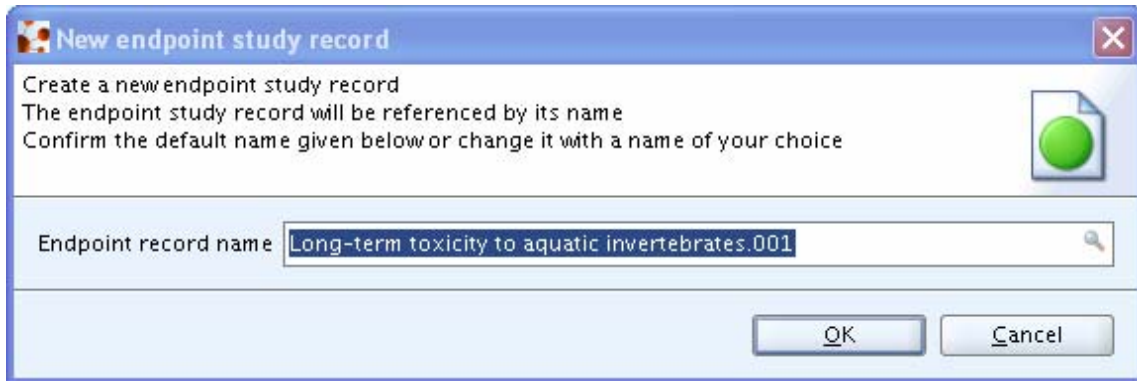 New endpoint study record
Create a new endpoint study record
The endpoint study record will be referenced by its name
Confirm the default name given below or change it with a name of your choice
Endpoint record name Long-term toxicity to aquatic invertebrates.001
OK Cancel